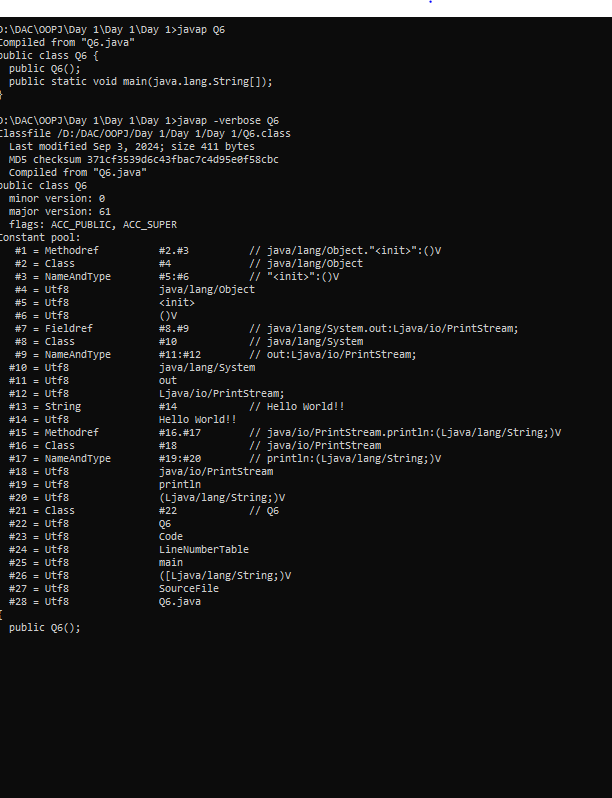 D:\DAC\OOPJ\Day 1\Day 1\Day 1>javap Q6
Compiled from "Q6.java"
public class Q6 {
  public Q6();
  public static void main(java.lang.String[]);
}
D:\DAC\OOPJ\Day 1\Day 1\Day 1>javap -verbose Q6
Classfile /D:/DAC/OOPJ/Day 1/Day 1/Day 1/Q6.class
  Last modified Sep 3, 2024; size 411 bytes
  MD5 checksum 371cf3539d6c43fbac7c4d95e0f58cbc
  Compiled from "Q6.java"
public class Q6
  minor version: 0
  major version: 61
  flags: ACC_PUBLIC, ACC_SUPER
Constant pool:
   #1 = Methodref          #2.#3          // java/lang/Object."<init>":()V
   #2 = Class              #4             // java/lang/Object
   #3 = NameAndType        #5:#6          // "<init>":()V
   #4 = Utf8               java/lang/Object
   #5 = Utf8               <init>
   #6 = Utf8               ()V
   #7 = Fieldref           #8.#9          // java/lang/System.out:Ljava/io/PrintStream;
   #8 = Class              #10            // java/lang/System
   #9 = NameAndType        #11:#12        // out:Ljava/io/PrintStream;
  #10 = Utf8               java/lang/System
  #11 = Utf8               out
  #12 = Utf8               Ljava/io/PrintStream;
  #13 = String             #14            // Hello World!!
  #14 = Utf8               Hello World!!
  #15 = Methodref          #16.#17        // java/io/PrintStream.println:(Ljava/lang/String;)V
  #16 = Class              #18            // java/io/PrintStream
  #17 = NameAndType        #19:#20        // println:(Ljava/lang/String;)V
  #18 = Utf8               java/io/PrintStream
  #19 = Utf8               println
  #20 = Utf8               (Ljava/lang/String;)V
  #21 = Class              #22            // Q6
  #22 = Utf8               Q6
  #23 = Utf8               Code
  #24 = Utf8               LineNumberTable
  #25 = Utf8               main
  #26 = Utf8               ([Ljava/lang/String;)V
  #27 = Utf8               SourceFile
  #28 = Utf8               Q6.java
{
  public Q6();